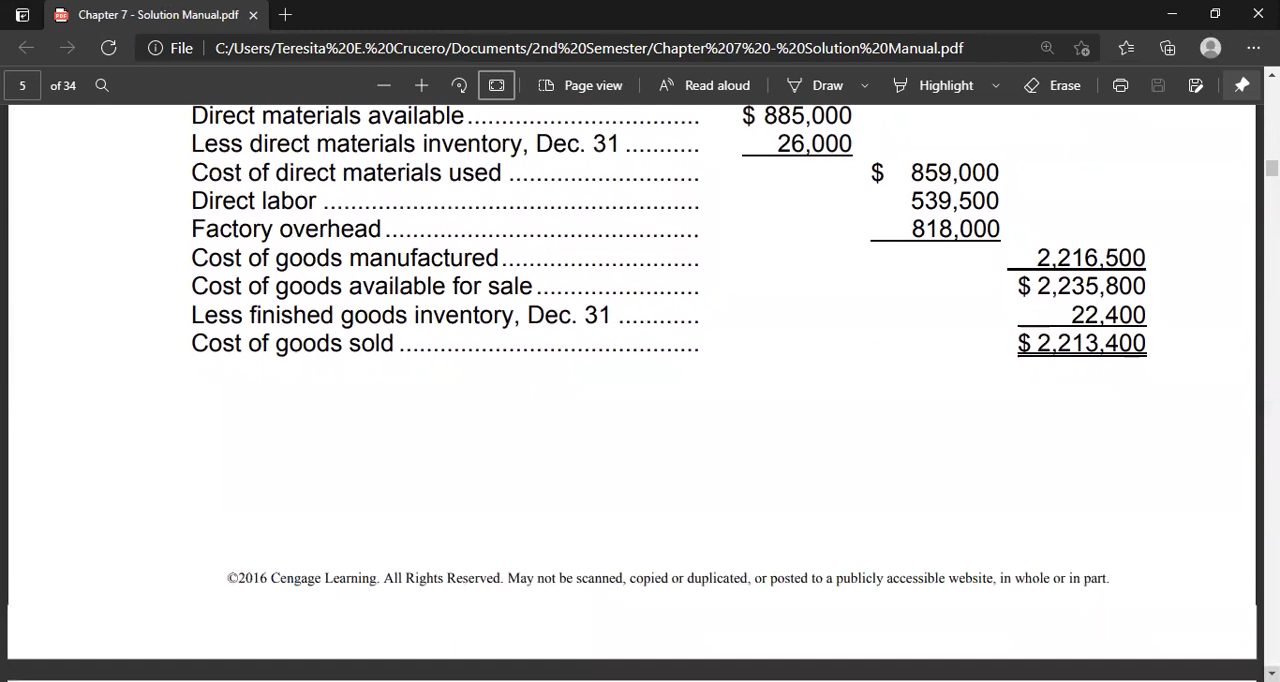 Chapter 7 - Solution Manual.pdf
File C:/Users/Teresita%20E.%20Crucero/Documents/2nd%20Semester/Chapter%207%20-%20Solution%20Manual.pdf
5 of 34 Page view Read aloud Draw Highlight Erase
Direct materials available............................... $ 885,000
Less direct materials inventory, Dec. 31 ........... 26,000
Cost of direct materials used ............................ $ 859,000
Direct labor .................................................... 539,500
Factory overhead............................................. 818,000
Cost of goods manufactured............................. 2,216,500
Cost of goods available for sale........................ $ 2,235,800
Less finished goods inventory, Dec. 31 ............ 22,400
Cost of goods sold .......................................... $ 2,213,400
©2016 Cengage Learning. All Rights Reserved. May not be scanned, copied or duplicated, or posted to a publicly accessible website, in whole or in part.